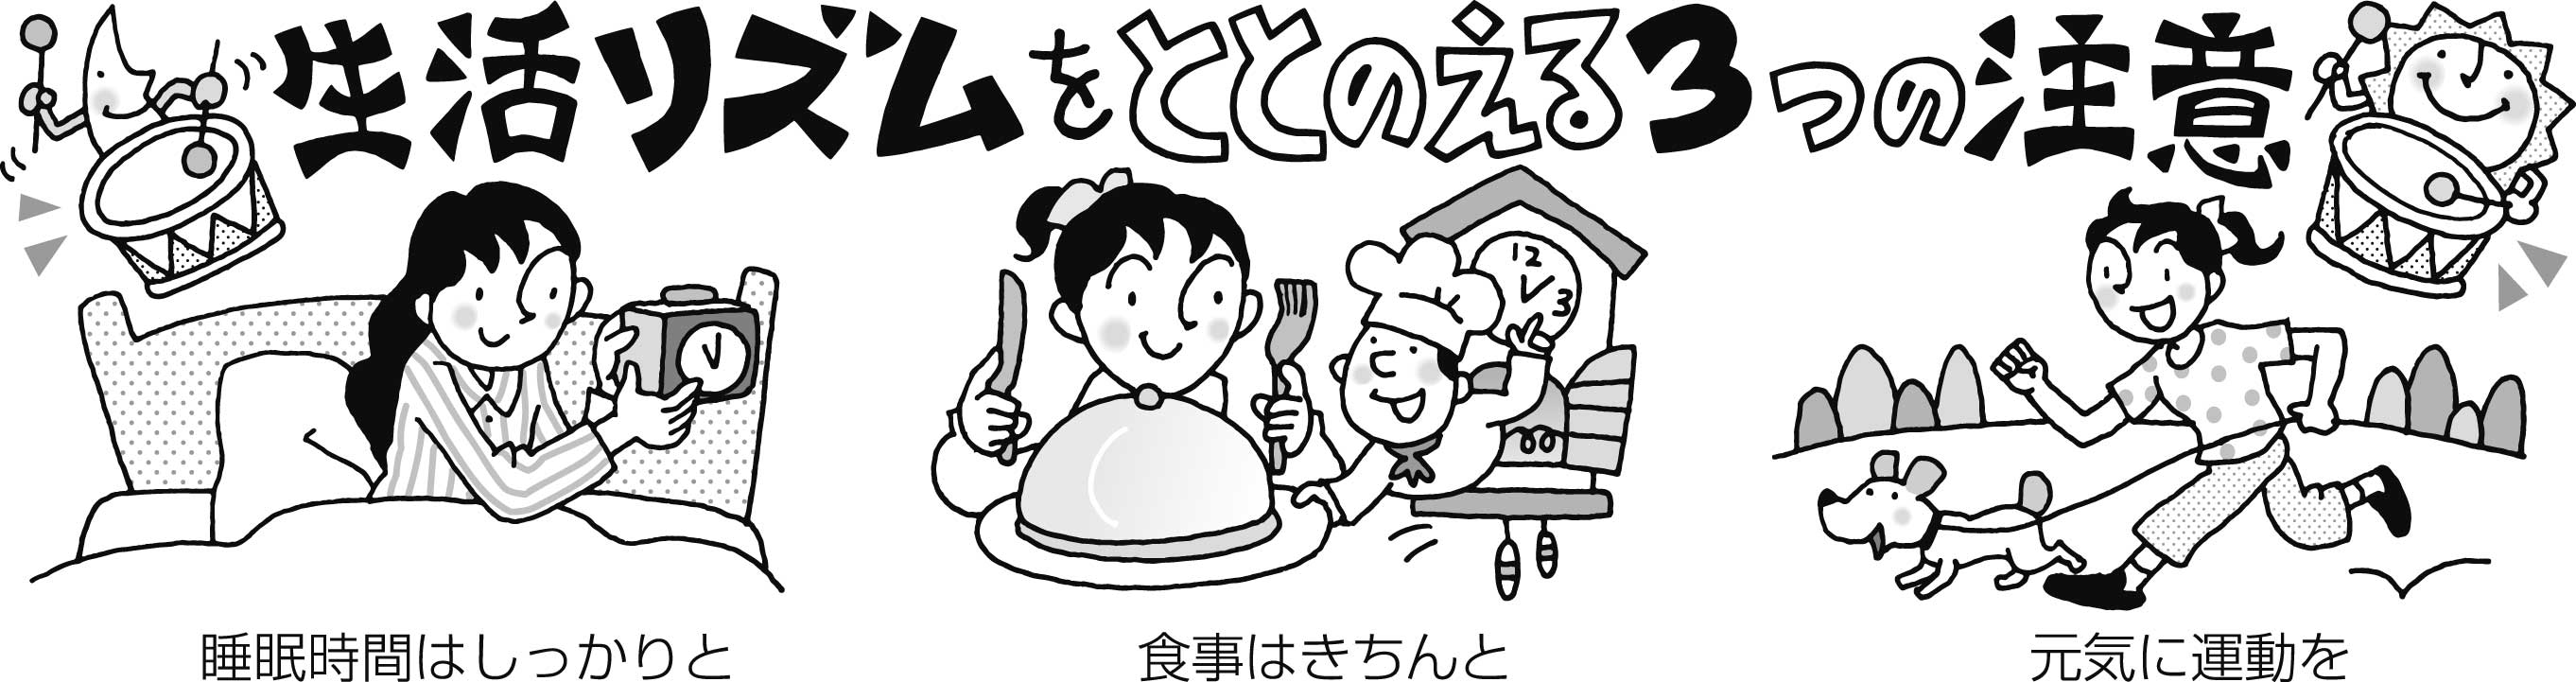 生活リズムをととのえる3つの注意
12
3
睡眠時間はしっかりと
食事はきちんと
元気に運動を